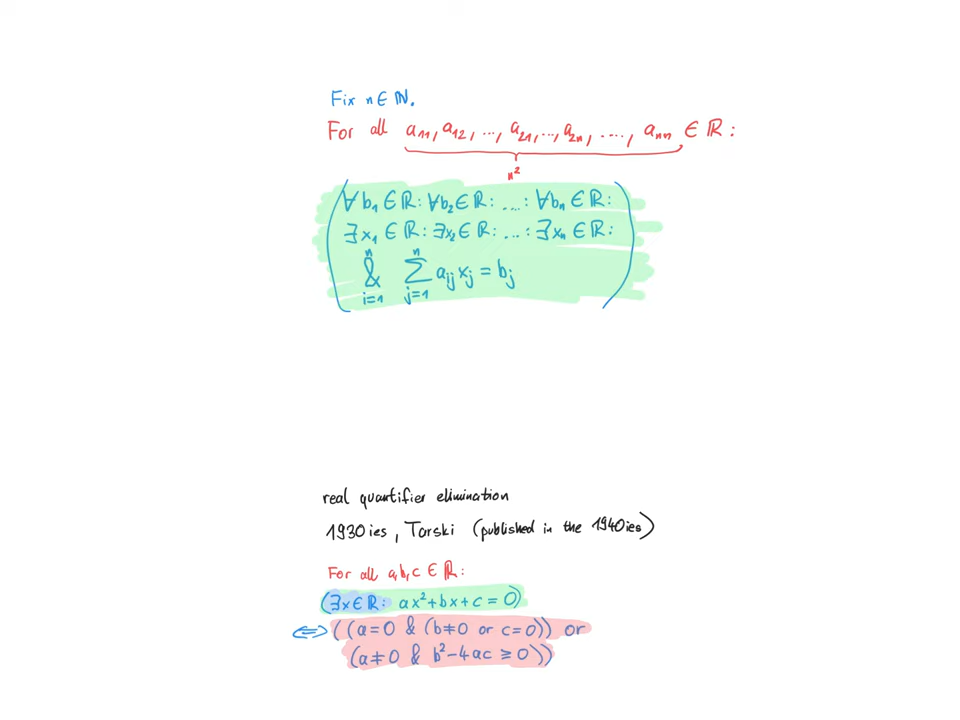 Fix n ∈ ℕ.
For all a₁₁, a₁₂, ..., a₂₁, ..., a₂ₙ, ...., aₙₙ ∈ ℝ:
n²
(∀b₁ ∈ ℝ: ∀b₂ ∈ ℝ: ...: ∀bₙ ∈ ℝ:
∃x₁ ∈ ℝ: ∃x₂ ∈ ℝ: ...: ∃xₙ ∈ ℝ:
&ⁿᵢ₌₁ ∑ⁿⱼ₌₁ aᵢⱼ xⱼ = bⱼ)
real quantifier elimination
1930ies, Tarski (published in the 1940ies)
For all a,b,c ∈ ℝ:
(∃x ∈ ℝ: ax²+bx+c = 0)
⇔ ((a=0 & (b≠0 or c=0)) or
(a≠0 & b²-4ac ≥ 0))